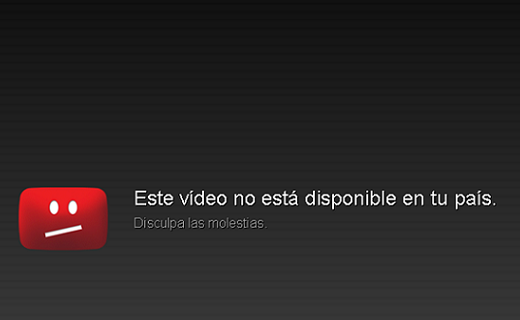 Este vídeo no está disponible en tu país.
Disculpa las molestias.